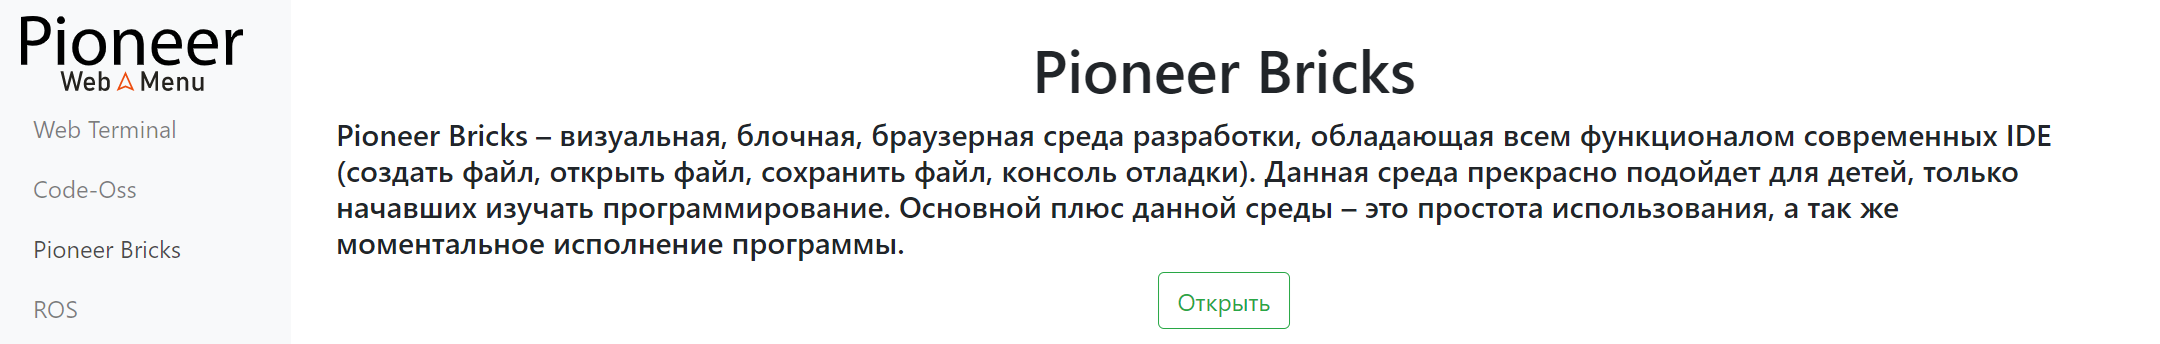 Pioneer
Web Menu
Web Terminal
Code-Oss
Pioneer Bricks
ROS
Pioneer Bricks
Pioneer Bricks – визуальная, блочная, браузерная среда разработки, обладающая всем функционалом современных IDE
(создать файл, открыть файл, сохранить файл, консоль отладки). Данная среда прекрасно подойдет для детей, только
начавших изучать программирование. Основной плюс данной среды – это простота использования, а так же
моментальное исполнение программы.
Открыть